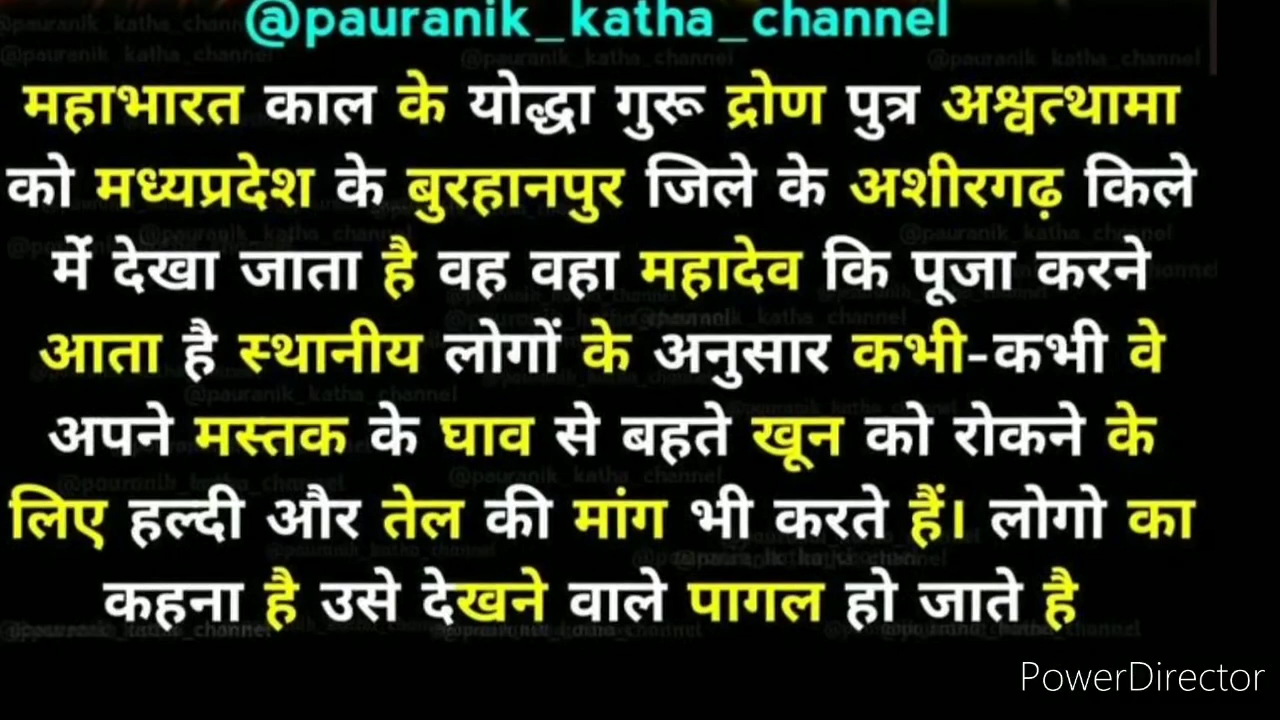 @pauranik_katha_channel
महाभारत काल के योद्धा गुरू द्रोण पुत्र अश्वत्थामा
को मध्यप्रदेश के बुरहानपुर जिले के अशीरगढ़ किले
में देखा जाता है वह वहा महादेव कि पूजा करने
आता है स्थानीय लोगों के अनुसार कभी-कभी वे
अपने मस्तक के घाव से बहते खून को रोकने के
लिए हल्दी और तेल की मांग भी करते हैं। लोगो का
कहना है उसे देखने वाले पागल हो जाते है
PowerDirector